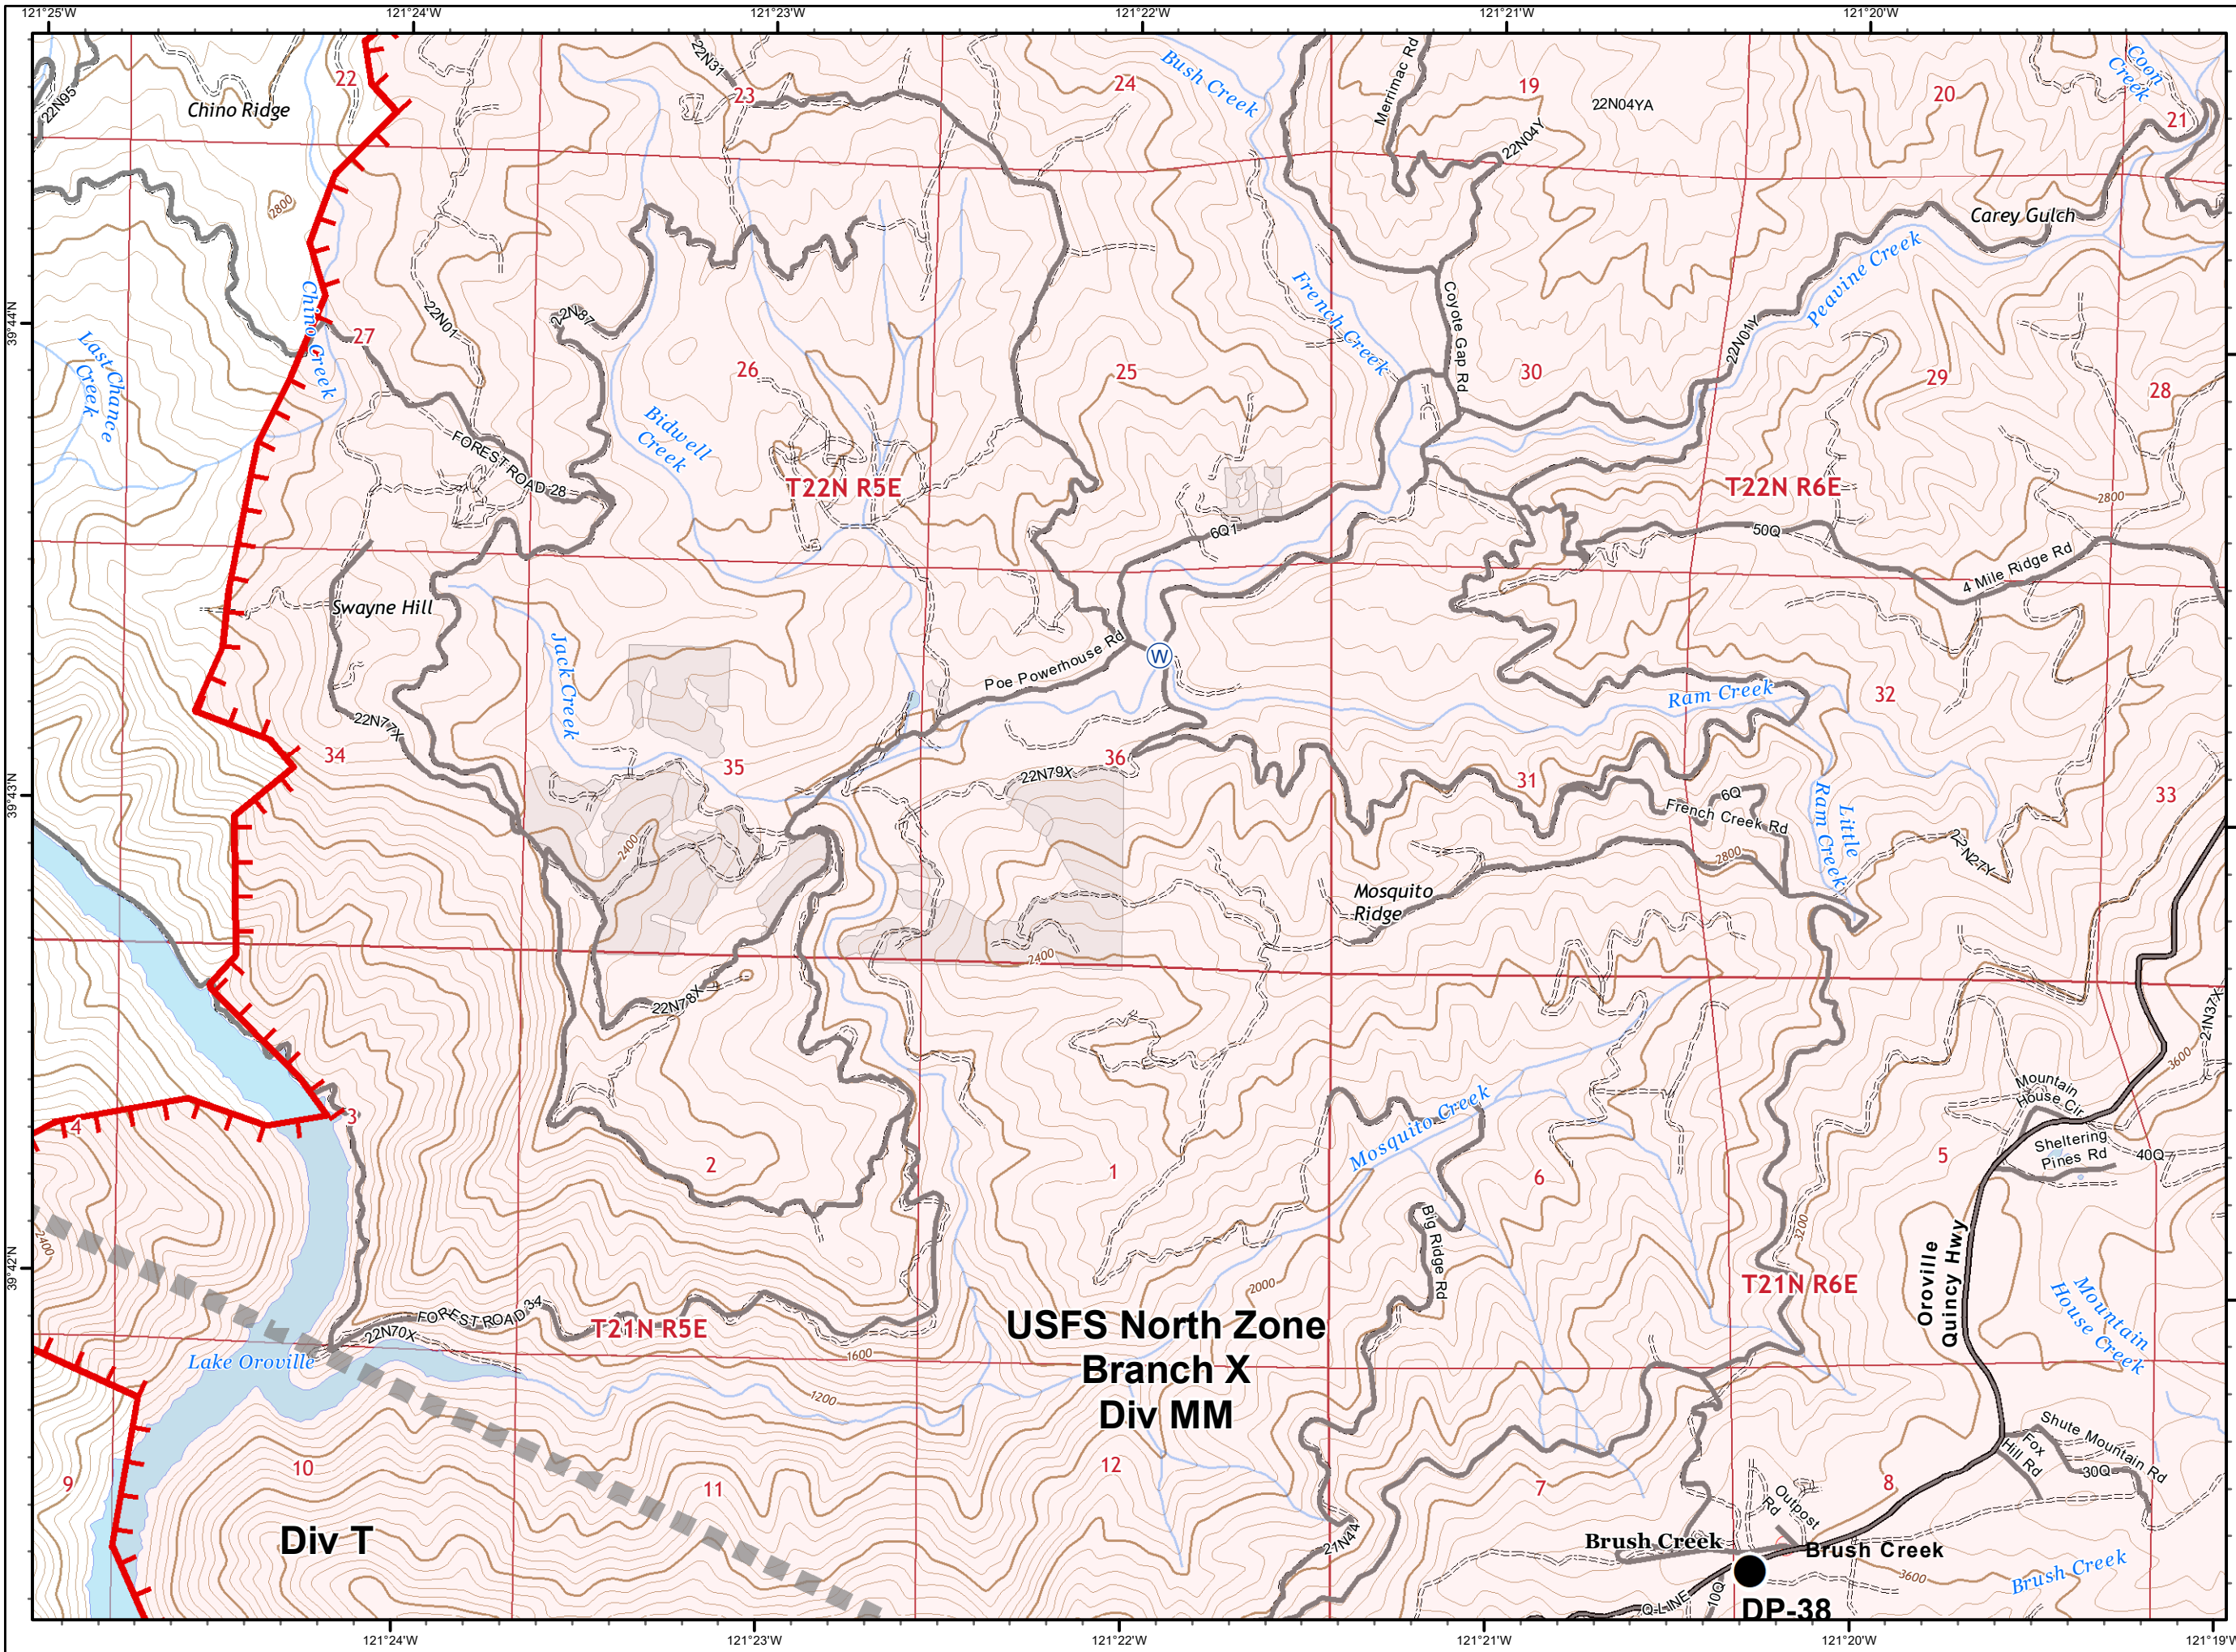 121°25'W
121°24'W
121°23'W
121°22'W
121°21'W
121°20'W
22N95
Chino Ridge
22
22N31
23
24
Bush Creek
Merrimac Rd
19
22N04YA
22N04Y
20
Coon
Creek
21
2800
Carey Gulch
Peavine Creek
39°44'N
Last Chance
Creek
Chino Creek
27
22N01
22N87
26
25
French Creek
Coyote Gap Rd
30
22N01Y
29
28
Bidwell
Creek
FOREST ROAD 28
T22N R5E
T22N R6E
2800
6Q1
50Q
4 Mile Ridge Rd
Swayne Hill
Jack Creek
Poe Powerhouse Rd
W
Ram Creek
32
22N77X
34
35
36
22N79X
31
6Q
French Creek Rd
Little
Ram Creek
33
39°43'N
2400
2800
22N27Y
Mosquito
Ridge
2400
22N78X
21N37X
3600
Mountain
House Cir
Mosquito Creek
4
3
2
1
6
5
Sheltering
Pines Rd
40Q
2400
Big Ridge Rd
3200
Oroville
Quincy Hwy
39°42'N
2000
T21N R6E
Mountain
House Creek
FOREST ROAD 34
22N70X
T21N R5E
USFS North Zone
Branch X
Div MM
Lake Oroville
1600
1200
Shute Mountain Rd
Fox
Hill Rd
30Q
9
10
11
12
7
8
Outpost
Rd
Div T
21N44
Brush Creek
Brush Creek
3600
Brush Creek
Q-LINE
10Q
DP-38
121°24'W
121°23'W
121°22'W
121°21'W
121°20'W
121°19'W